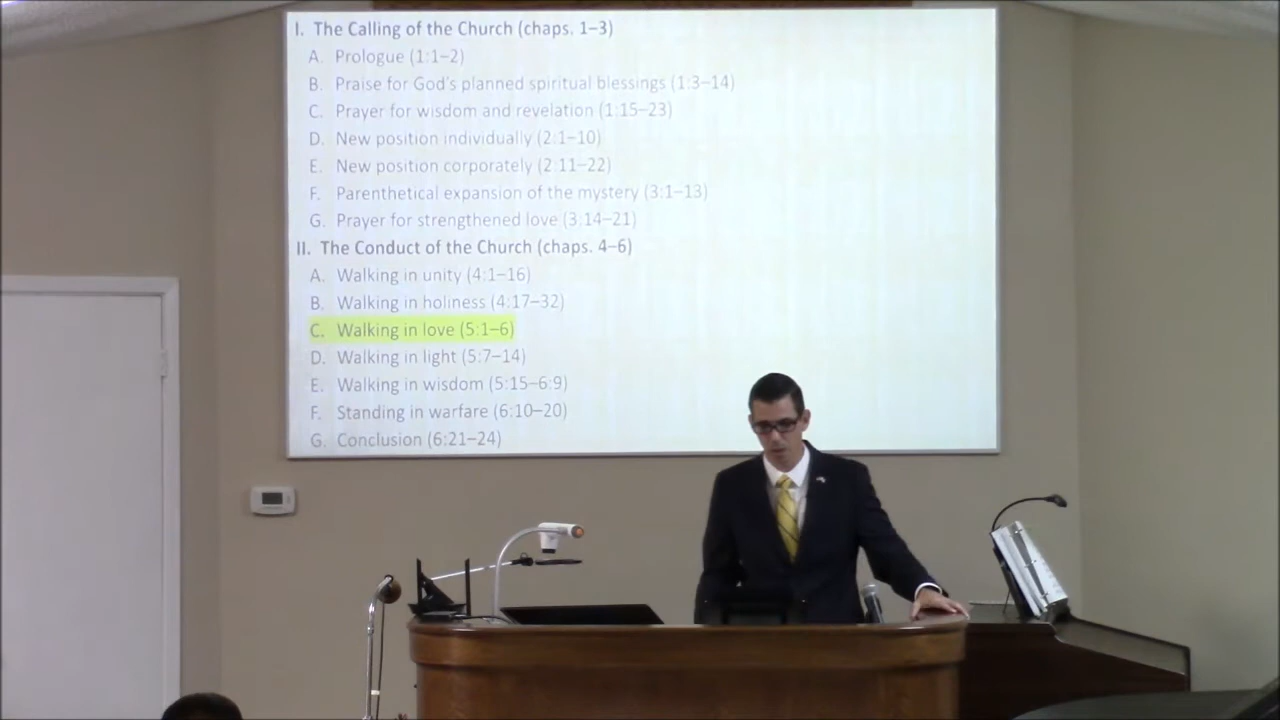 I. The Calling of the Church (chaps. 1–3)
A. Prologue (1:1–2)
B. Praise for God's planned spiritual blessings (1:3–14)
C. Prayer for wisdom and revelation (1:15–23)
D. New position individually (2:1–10)
E. New position corporately (2:11–22)
F. Parenthetical expansion of the mystery (3:1–13)
G. Prayer for strengthened love (3:14–21)
II. The Conduct of the Church (chaps. 4–6)
A. Walking in unity (4:1–16)
B. Walking in holiness (4:17–32)
C. Walking in love (5:1–6)
D. Walking in light (5:7–14)
E. Walking in wisdom (5:15–6:9)
F. Standing in warfare (6:10–20)
G. Conclusion (6:21–24)